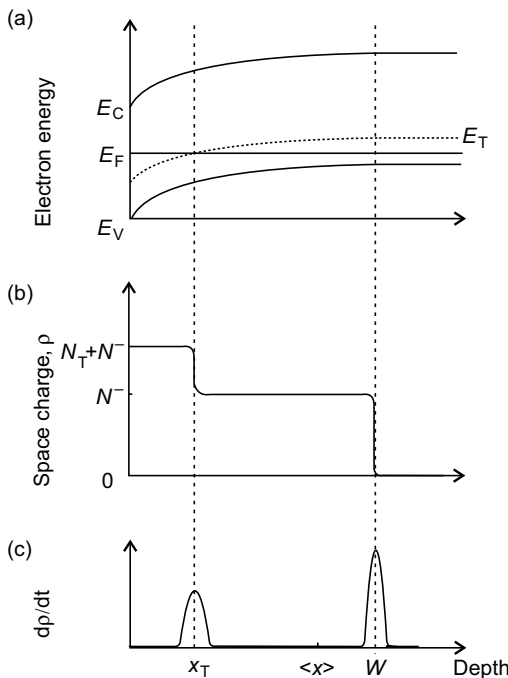 (a)
Electron energy
E_C
E_F
E_T
E_V
(b)
Space charge, ρ
N_T+N⁻
N⁻
0
(c)
dρ/dt
x_T <x> W Depth